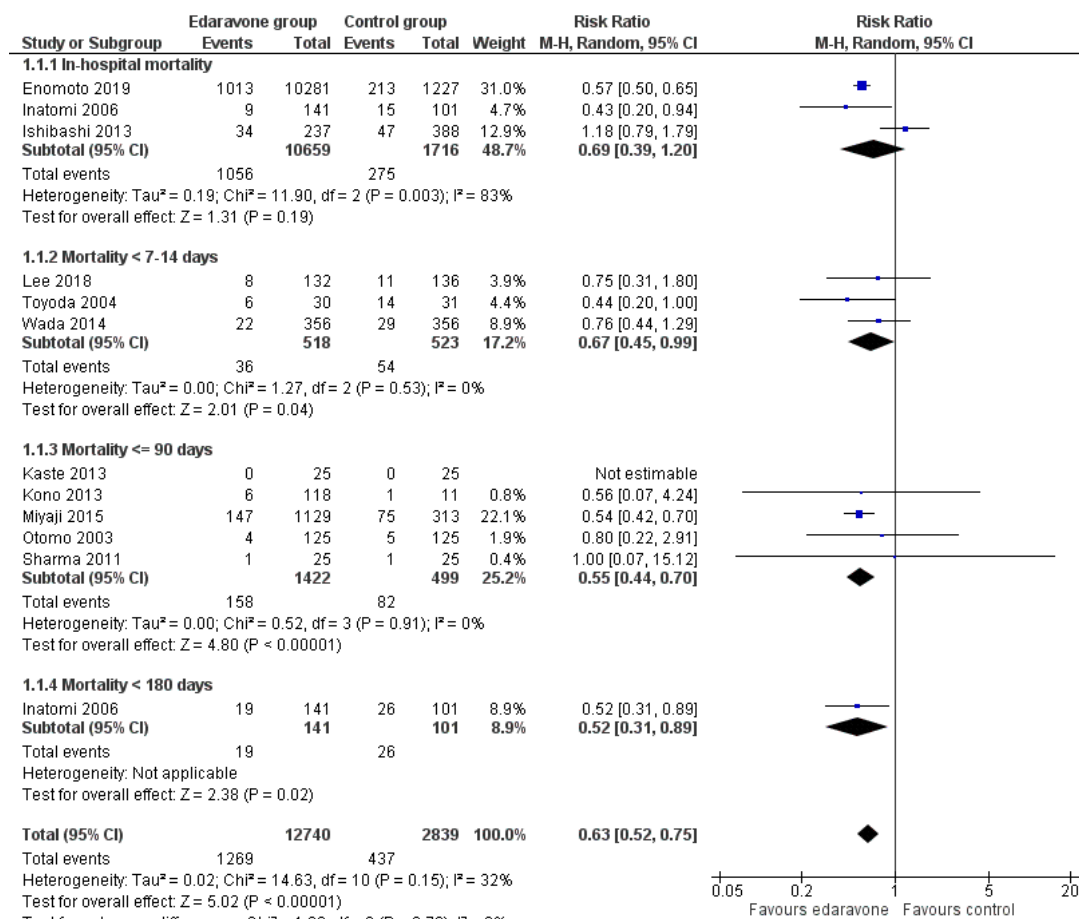 Edaravone group Control group Risk Ratio Risk Ratio
Study or Subgroup Events Total Events Total Weight M-H, Random, 95% CI M-H, Random, 95% CI
1.1.1 In-hospital mortality
Enomoto 2019 1013 10281 213 1227 31.0% 0.57 [0.50, 0.65]
Inatomi 2006 9 141 15 101 4.7% 0.43 [0.20, 0.94]
Ishibashi 2013 34 237 47 388 12.9% 1.18 [0.79, 1.79]
Subtotal (95% CI) 10659 1716 48.7% 0.69 [0.39, 1.20]
Total events 1056 275
Heterogeneity: Tau² = 0.19; Chi² = 11.90, df = 2 (P = 0.003); I² = 83%
Test for overall effect: Z = 1.31 (P = 0.19)
1.1.2 Mortality < 7-14 days
Lee 2018 8 132 11 136 3.9% 0.75 [0.31, 1.80]
Toyoda 2004 6 30 14 31 4.4% 0.44 [0.20, 1.00]
Wada 2014 22 356 29 356 8.9% 0.76 [0.44, 1.29]
Subtotal (95% CI) 518 523 17.2% 0.67 [0.45, 0.99]
Total events 36 54
Heterogeneity: Tau² = 0.00; Chi² = 1.27, df = 2 (P = 0.53); I² = 0%
Test for overall effect: Z = 2.01 (P = 0.04)
1.1.3 Mortality <= 90 days
Kaste 2013 0 25 0 25 Not estimable
Kono 2013 6 118 1 11 0.8% 0.56 [0.07, 4.24]
Miyaji 2015 147 1129 75 313 22.1% 0.54 [0.42, 0.70]
Otomo 2003 4 125 5 125 1.9% 0.80 [0.22, 2.91]
Sharma 2011 1 25 1 25 0.4% 1.00 [0.07, 15.12]
Subtotal (95% CI) 1422 499 25.2% 0.55 [0.44, 0.70]
Total events 158 82
Heterogeneity: Tau² = 0.00; Chi² = 0.52, df = 3 (P = 0.91); I² = 0%
Test for overall effect: Z = 4.80 (P < 0.00001)
1.1.4 Mortality < 180 days
Inatomi 2006 19 141 26 101 8.9% 0.52 [0.31, 0.89]
Subtotal (95% CI) 141 101 8.9% 0.52 [0.31, 0.89]
Total events 19 26
Heterogeneity: Not applicable
Test for overall effect: Z = 2.38 (P = 0.02)
Total (95% CI) 12740 2839 100.0% 0.63 [0.52, 0.75]
Total events 1269 437
Heterogeneity: Tau² = 0.02; Chi² = 14.63, df = 10 (P = 0.15); I² = 32%
Test for overall effect: Z = 5.02 (P < 0.00001)
0.05 0.2 1 5 20
Favours edaravone Favours control